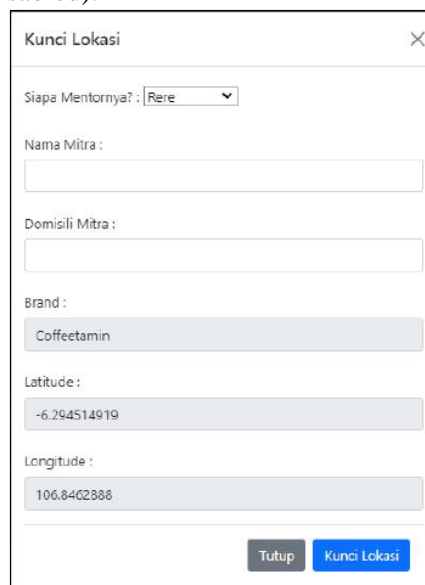 Kunci Lokasi
Siapa Mentornya? : Rere
Nama Mitra :
Domisili Mitra :
Brand :
Coffeetamin
Latitude :
-6.294514919
Longitude :
106.8462888
Tutup Kunci Lokasi